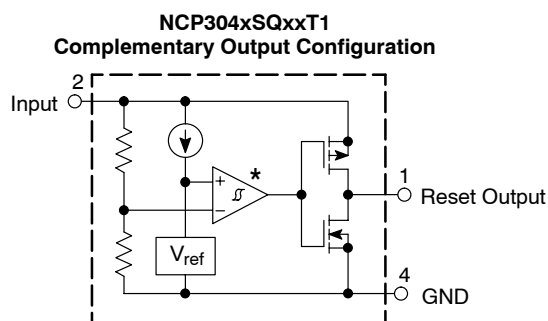 NCP304xSQxxT1
Complementary Output Configuration
2
Input
*
+
−
1
Reset Output
Vref
4
GND